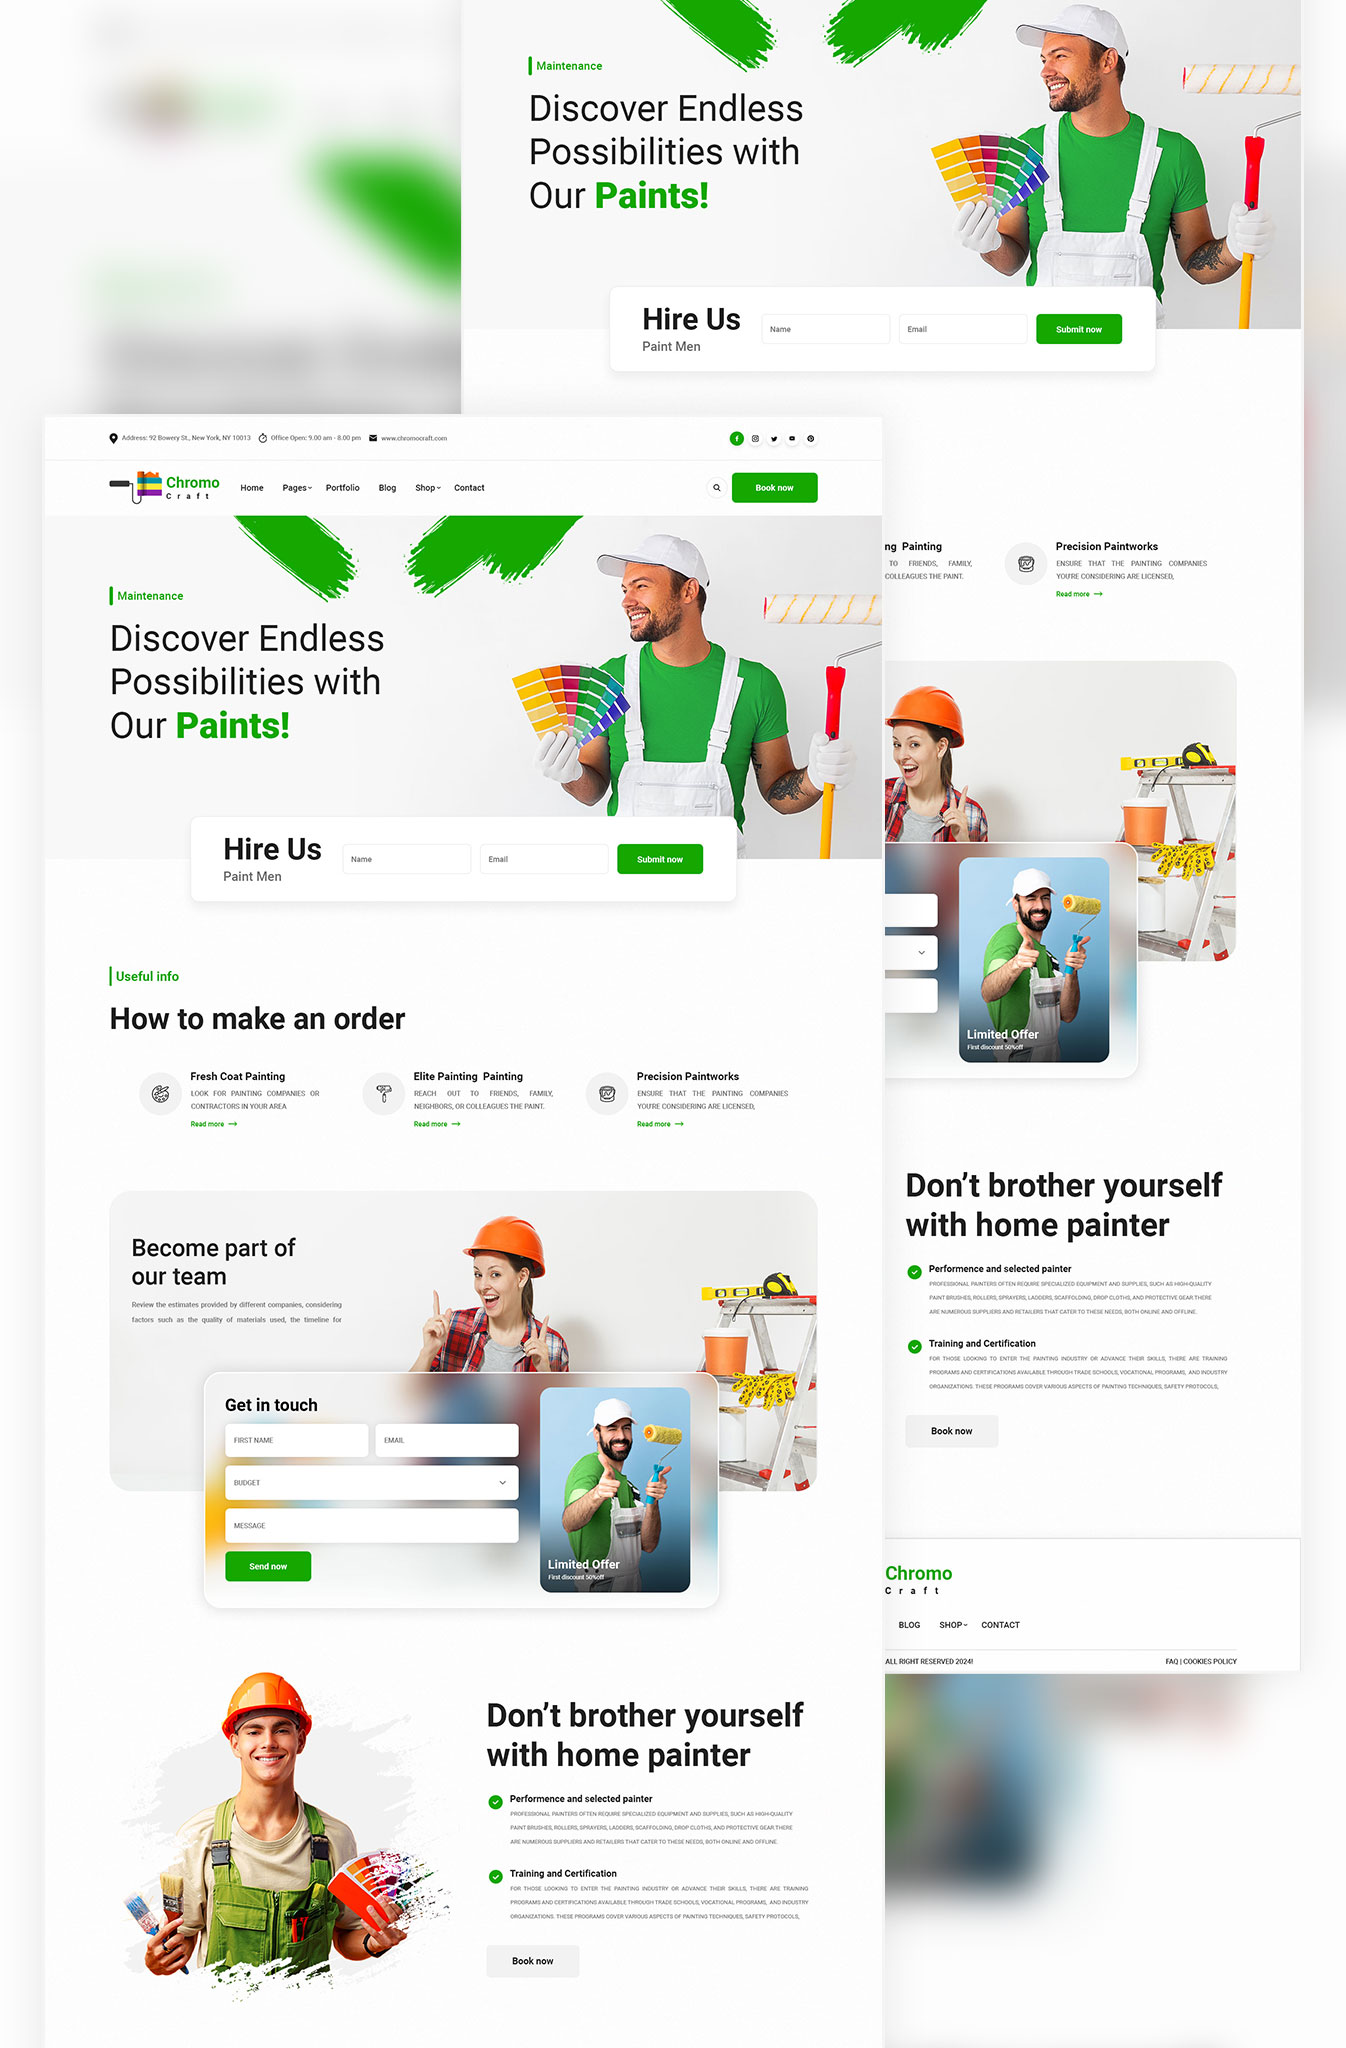 Maintenance
Discover Endless
Possibilities with
Our Paints!
Hire Us
Paint Men
Name
Email
Submit now
Address: 92 Bowery St., New York, NY 10013
Office Open: 9.00 am - 8.00 pm
www.chromocraft.com
Chromo
Craft
Home
Pages
Portfolio
Blog
Shop
Contact
Book now
Maintenance
Discover Endless
Possibilities with
Our Paints!
Hire Us
Paint Men
Name
Email
Submit now
Useful info
How to make an order
Fresh Coat Painting
LOOK FOR PAINTING COMPANIES OR
CONTRACTORS IN YOUR AREA
Read more
Elite Painting Painting
REACH OUT TO FRIENDS, FAMILY,
NEIGHBORS, OR COLLEAGUES THE PAINT.
Read more
Precision Paintworks
ENSURE THAT THE PAINTING COMPANIES
YOU'RE CONSIDERING ARE LICENSED,
Read more
Become part of
our team
Review the estimates provided by different companies, considering
factors such as the quality of materials used, the timeline for
Get in touch
FIRST NAME
EMAIL
BUDGET
MESSAGE
Send now
Limited Offer
First discount 50%off
Don't brother yourself
with home painter
Performence and selected painter
PROFESSIONAL PAINTERS OFTEN REQUIRE SPECIALIZED EQUIPMENT AND SUPPLIES, SUCH AS HIGH-QUALITY
PAINT BRUSHES, ROLLERS, SPRAYERS, LADDERS, SCAFFOLDING, DROP CLOTHS, AND PROTECTIVE GEAR.THERE
ARE NUMEROUS SUPPLIERS AND RETAILERS THAT CATER TO THESE NEEDS, BOTH ONLINE AND OFFLINE.
Training and Certification
FOR THOSE LOOKING TO ENTER THE PAINTING INDUSTRY OR ADVANCE THEIR SKILLS, THERE ARE TRAINING
PROGRAMS AND CERTIFICATIONS AVAILABLE THROUGH TRADE SCHOOLS, VOCATIONAL PROGRAMS, AND INDUSTRY
ORGANIZATIONS. THESE PROGRAMS COVER VARIOUS ASPECTS OF PAINTING TECHNIQUES, SAFETY PROTOCOLS,
Book now
ng Painting
TO FRIENDS, FAMILY,
COLLEAGUES THE PAINT.
Precision Paintworks
ENSURE THAT THE PAINTING COMPANIES
YOU'RE CONSIDERING ARE LICENSED,
Read more
Limited Offer
First discount 50%off
Don't brother yourself
with home painter
Performence and selected painter
PROFESSIONAL PAINTERS OFTEN REQUIRE SPECIALIZED EQUIPMENT AND SUPPLIES, SUCH AS HIGH-QUALITY
PAINT BRUSHES, ROLLERS, SPRAYERS, LADDERS, SCAFFOLDING, DROP CLOTHS, AND PROTECTIVE GEAR.THERE
ARE NUMEROUS SUPPLIERS AND RETAILERS THAT CATER TO THESE NEEDS, BOTH ONLINE AND OFFLINE.
Training and Certification
FOR THOSE LOOKING TO ENTER THE PAINTING INDUSTRY OR ADVANCE THEIR SKILLS, THERE ARE TRAINING
PROGRAMS AND CERTIFICATIONS AVAILABLE THROUGH TRADE SCHOOLS, VOCATIONAL PROGRAMS, AND INDUSTRY
ORGANIZATIONS. THESE PROGRAMS COVER VARIOUS ASPECTS OF PAINTING TECHNIQUES, SAFETY PROTOCOLS,
Book now
Chromo
Craft
BLOG
SHOP
CONTACT
ALL RIGHT RESERVED 2024!
FAQ | COOKIES POLICY